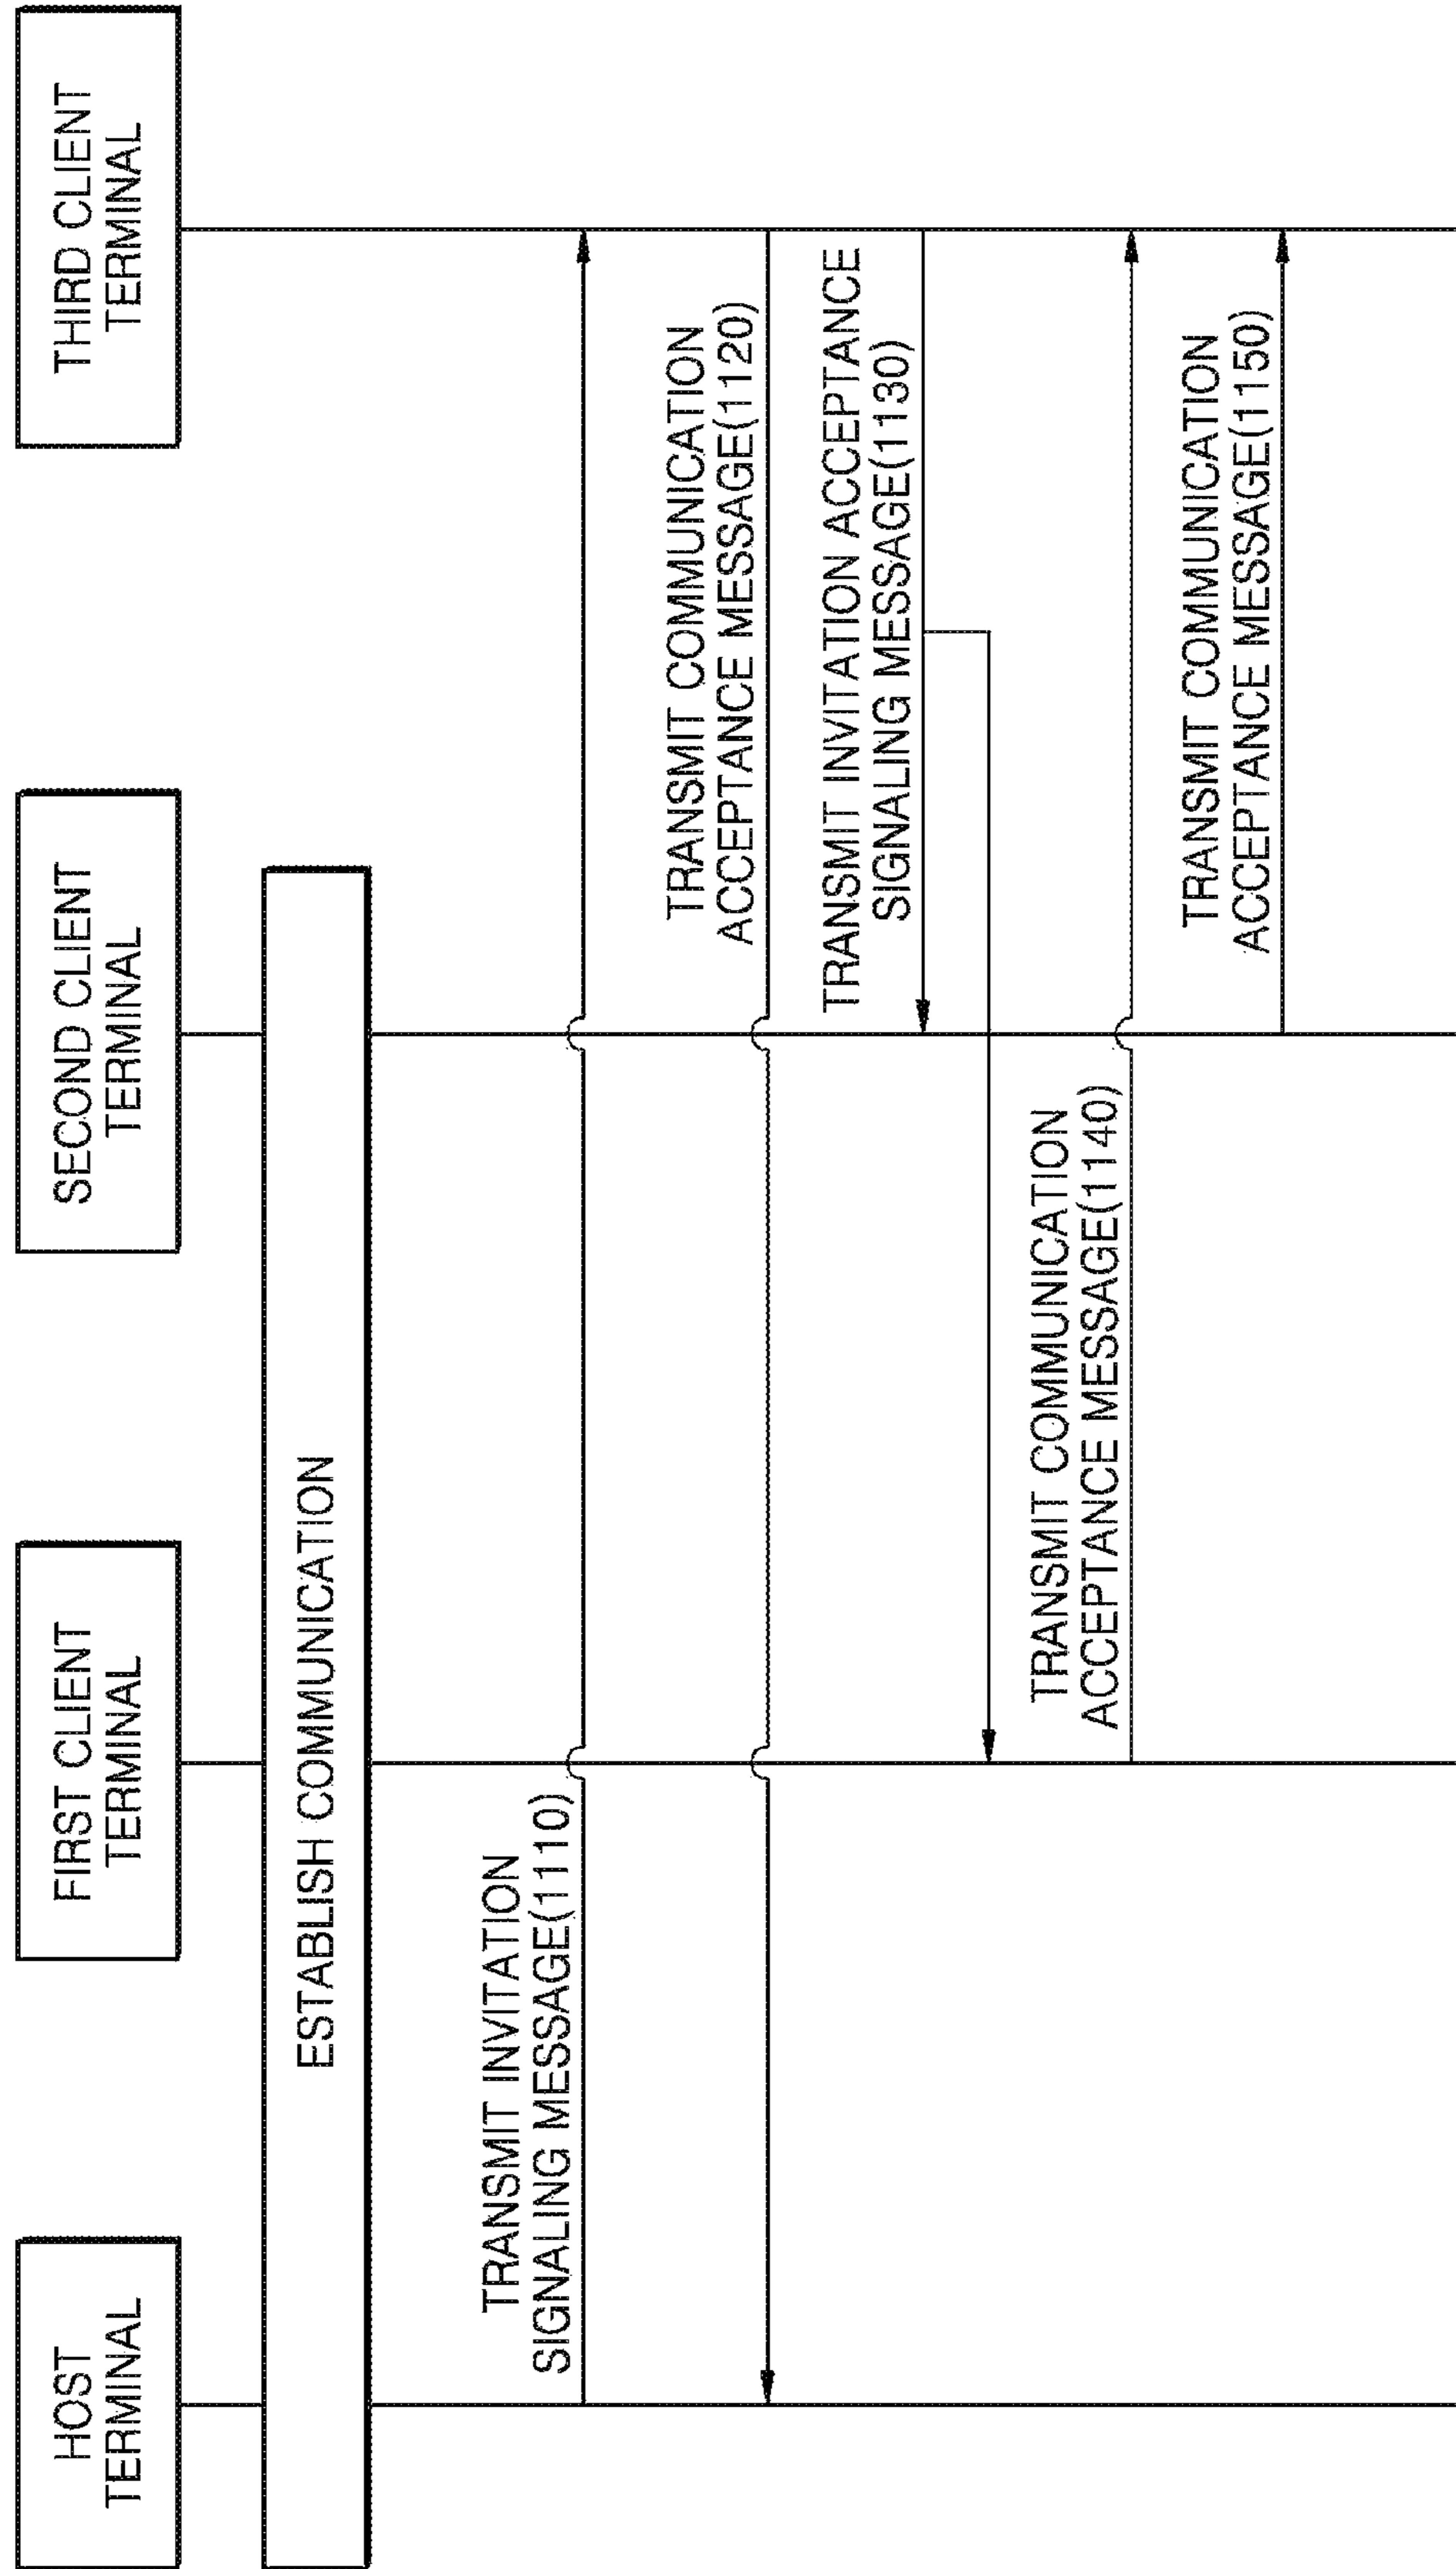 HOST
TERMINAL
FIRST CLIENT
TERMINAL
SECOND CLIENT
TERMINAL
THIRD CLIENT
TERMINAL
ESTABLISH COMMUNICATION
TRANSMIT INVITATION
SIGNALING MESSAGE(1110)
TRANSMIT COMMUNICATION
ACCEPTANCE MESSAGE(1120)
TRANSMIT INVITATION ACCEPTANCE
SIGNALING MESSAGE(1130)
TRANSMIT COMMUNICATION
ACCEPTANCE MESSAGE(1140)
TRANSMIT COMMUNICATION
ACCEPTANCE MESSAGE(1150)